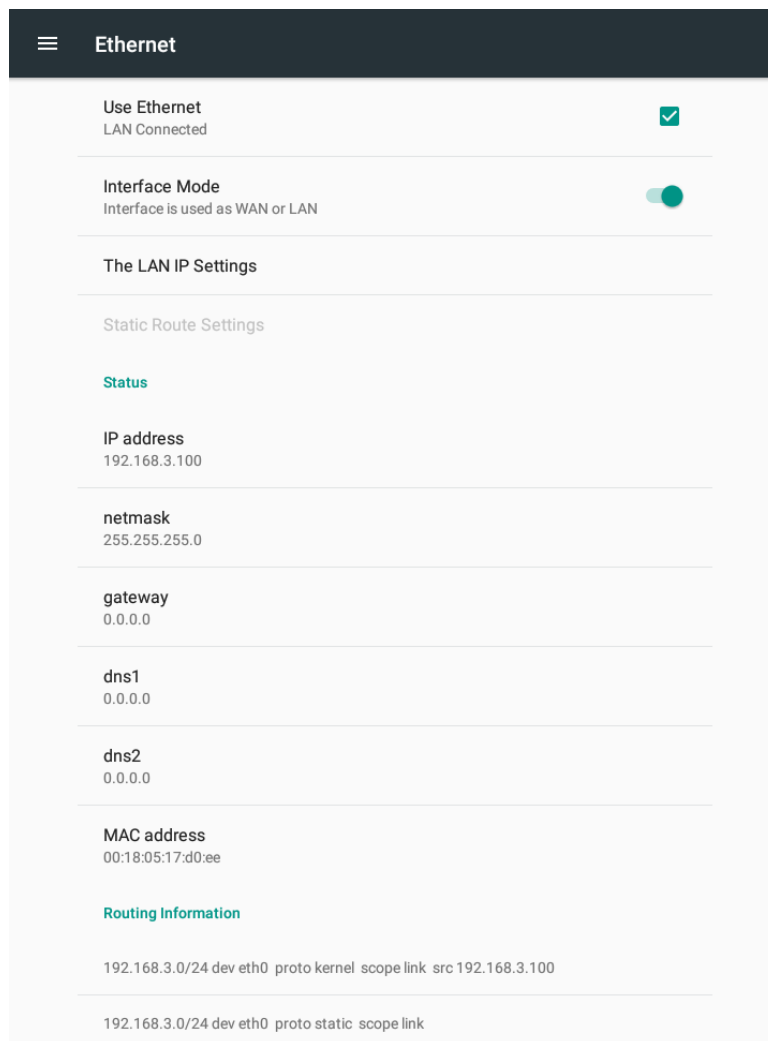 Ethernet
Use Ethernet
LAN Connected
Interface Mode
Interface is used as WAN or LAN
The LAN IP Settings
Static Route Settings
Status
IP address
192.168.3.100
netmask
255.255.255.0
gateway
0.0.0.0
dns1
0.0.0.0
dns2
0.0.0.0
MAC address
00:18:05:17:d0:ee
Routing Information
192.168.3.0/24 dev eth0 proto kernel scope link src 192.168.3.100
192.168.3.0/24 dev eth0 proto static scope link